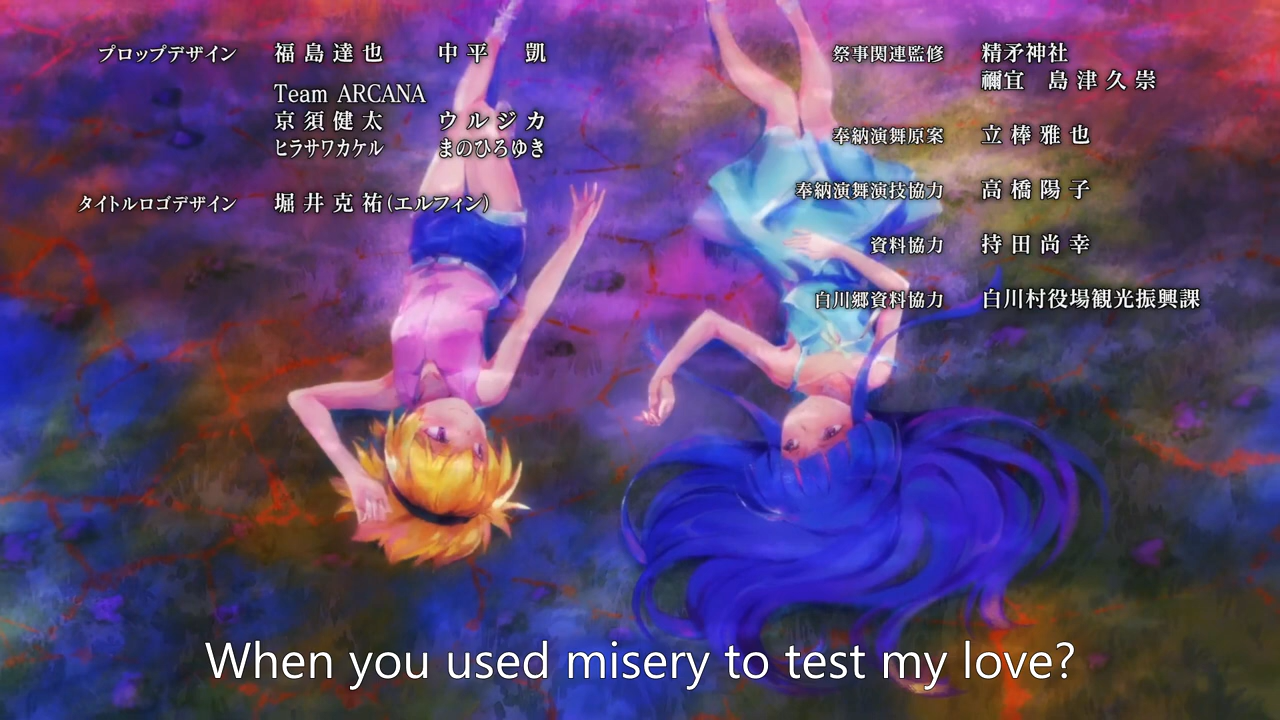 プロップデザイン 福島達也 中平 凱
Team ARCANA
京須健太 ウルジカ
ヒラサワカケル まのひろゆき
タイトルロゴデザイン 堀井克祐(エルフィン)
祭事関連監修 精矛神社
禰宜 島津久崇
奉納演舞原案 立棒雅也
奉納演舞演技協力 高橋陽子
資料協力 持田尚幸
白川郷資料協力 白川村役場観光振興課
When you used misery to test my love?